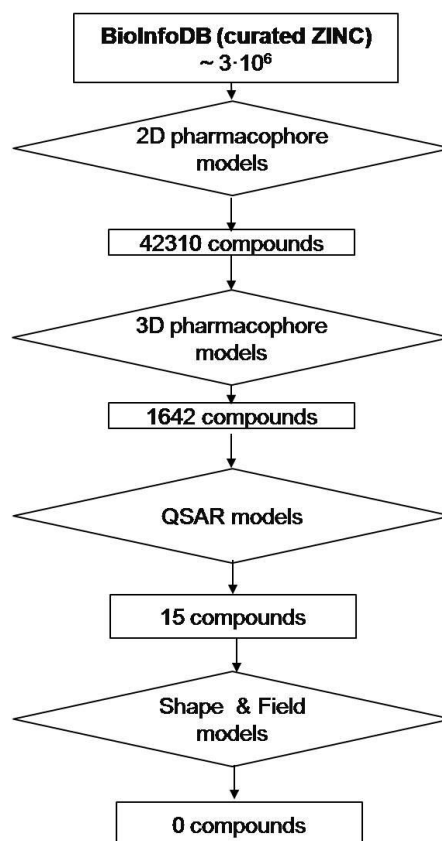 BioInfoDB (curated ZINC)
~ 3·10⁶
2D pharmacophore
models
42310 compounds
3D pharmacophore
models
1642 compounds
QSAR models
15 compounds
Shape & Field
models
0 compounds